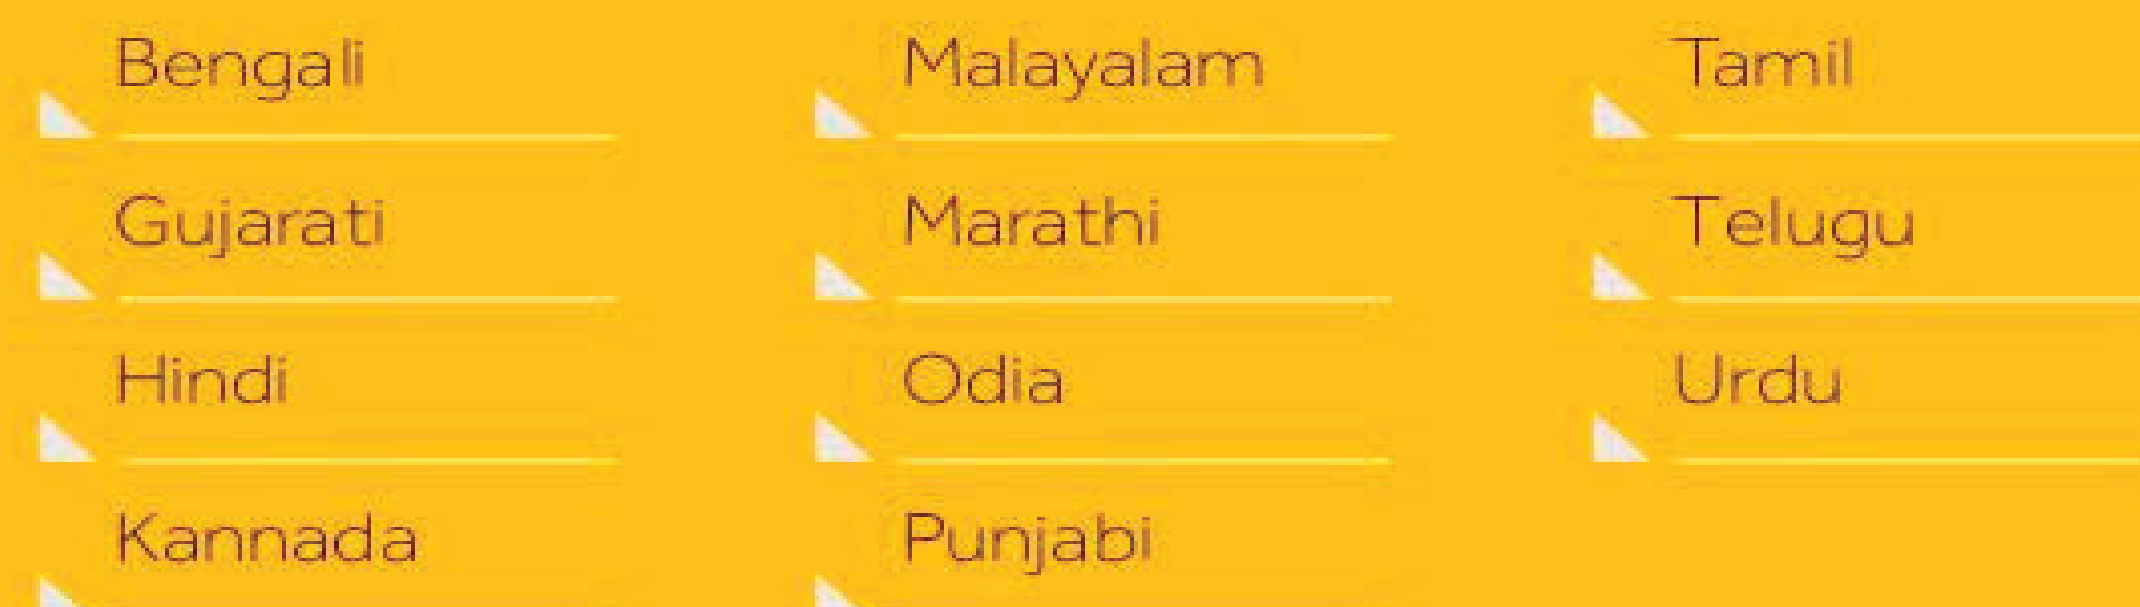 Bengali
Gujarati
Hindi
Kannada
Malayalam
Marathi
Odia
Punjabi
Tamil
Telugu
Urdu